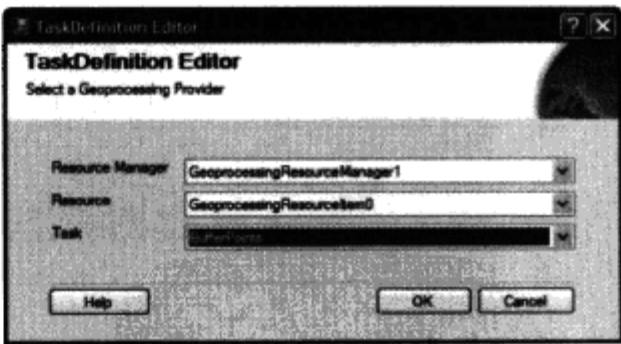 TaskDefinition Editor
TaskDefinition Editor
Select a Geoprocessing Provider
Resource Manager GeoprocessingResourceManager1
Resource GeoprocessingResourceItem0
Task BufferPoints
Help OK Cancel